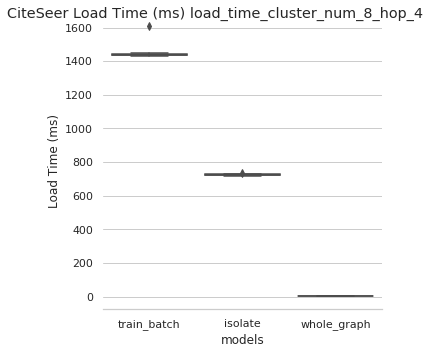 CiteSeer Load Time (ms) load_time_cluster_num_8_hop_4
1600
1400
1200
1000
800
600
400
200
0
Load Time (ms)
train_batch
isolate
whole_graph
models